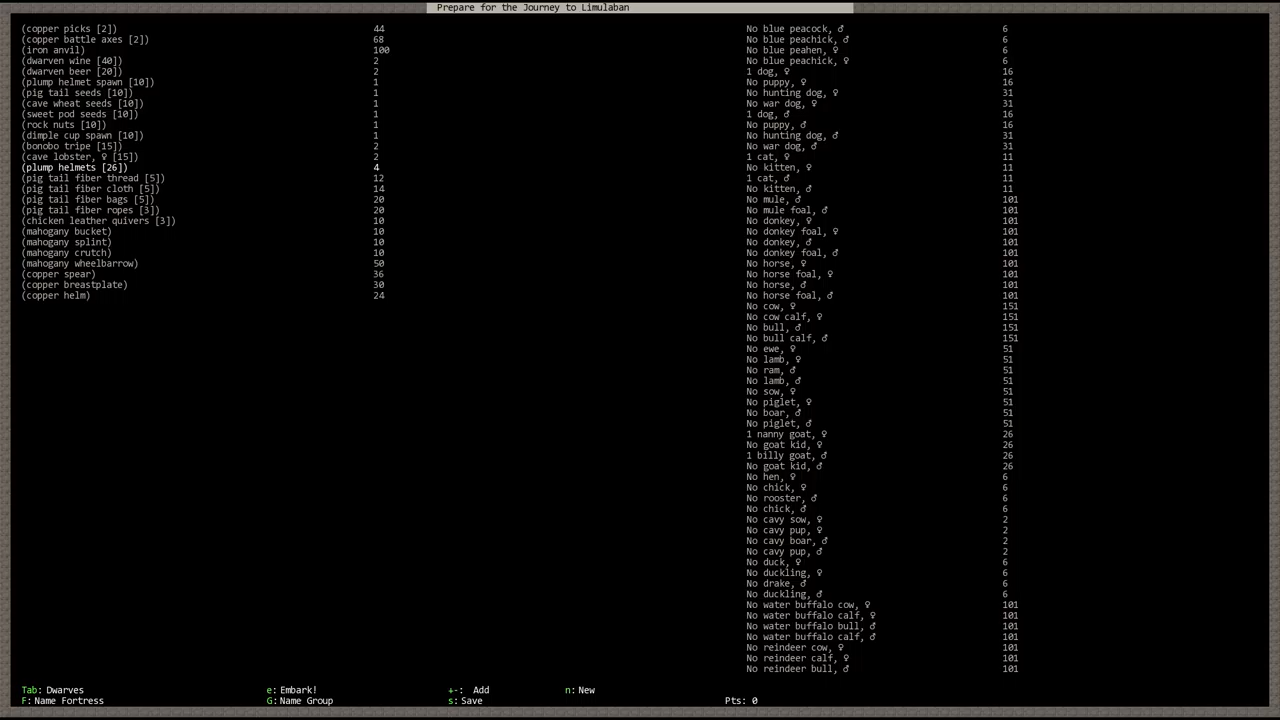 Prepare for the Journey to Limulaban
(copper picks [2]) 44
(copper battle axes [2]) 68
(iron anvil) 100
(dwarven wine [40]) 2
(dwarven beer [20]) 2
(plump helmet spawn [10]) 1
(pig tail seeds [10]) 1
(cave wheat seeds [10]) 1
(sweet pod seeds [10]) 1
(rock nuts [10]) 1
(dimple cup spawn [10]) 1
(bonobo tripe [15]) 2
(cave lobster, ♀ [15]) 2
(plump helmets [26]) 4
(pig tail fiber thread [5]) 12
(pig tail fiber cloth [5]) 14
(pig tail fiber bags [5]) 20
(pig tail fiber ropes [3]) 20
(chicken leather quivers [3]) 10
(mahogany bucket) 10
(mahogany splint) 10
(mahogany crutch) 10
(mahogany wheelbarrow) 50
(copper spear) 36
(copper breastplate) 30
(copper helm) 24
No blue peacock, ♂ 6
No blue peachick, ♂ 6
No blue peahen, ♀ 6
No blue peachick, ♀ 6
1 dog, ♀ 16
No puppy, ♀ 16
No hunting dog, ♀ 31
No war dog, ♀ 31
1 dog, ♂ 16
No puppy, ♂ 16
No hunting dog, ♂ 31
No war dog, ♂ 31
1 cat, ♀ 11
No kitten, ♀ 11
1 cat, ♂ 11
No kitten, ♂ 11
No mule, ♂ 101
No mule foal, ♂ 101
No donkey, ♀ 101
No donkey foal, ♀ 101
No donkey, ♂ 101
No donkey foal, ♂ 101
No horse, ♀ 101
No horse foal, ♀ 101
No horse, ♂ 101
No horse foal, ♂ 101
No cow, ♀ 151
No cow calf, ♀ 151
No bull, ♂ 151
No bull calf, ♂ 151
No ewe, ♀ 51
No lamb, ♀ 51
No ram, ♂ 51
No lamb, ♂ 51
No sow, ♀ 51
No piglet, ♀ 51
No boar, ♂ 51
No piglet, ♂ 51
1 nanny goat, ♀ 26
No goat kid, ♀ 26
1 billy goat, ♂ 26
No goat kid, ♂ 26
No hen, ♀ 6
No chick, ♀ 6
No rooster, ♂ 6
No chick, ♂ 6
No cavy sow, ♀ 2
No cavy pup, ♀ 2
No cavy boar, ♂ 2
No cavy pup, ♂ 2
No duck, ♀ 6
No duckling, ♀ 6
No drake, ♂ 6
No duckling, ♂ 6
No water buffalo cow, ♀ 101
No water buffalo calf, ♀ 101
No water buffalo bull, ♂ 101
No water buffalo calf, ♂ 101
No reindeer cow, ♀ 101
No reindeer calf, ♀ 101
No reindeer bull, ♂ 101
Tab: Dwarves e: Embark! +-: Add n: New
F: Name Fortress G: Name Group s: Save Pts: 0